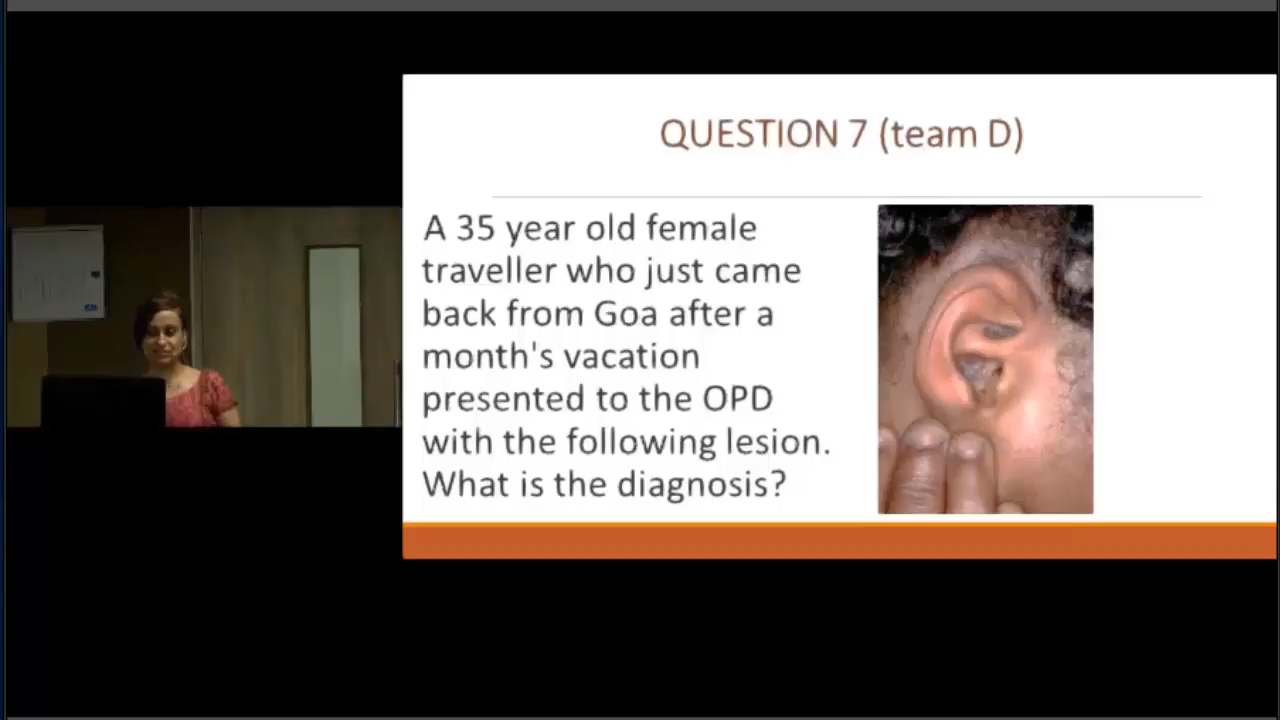 QUESTION 7 (team D)
A 35 year old female
traveller who just came
back from Goa after a
month's vacation
presented to the OPD
with the following lesion.
What is the diagnosis?